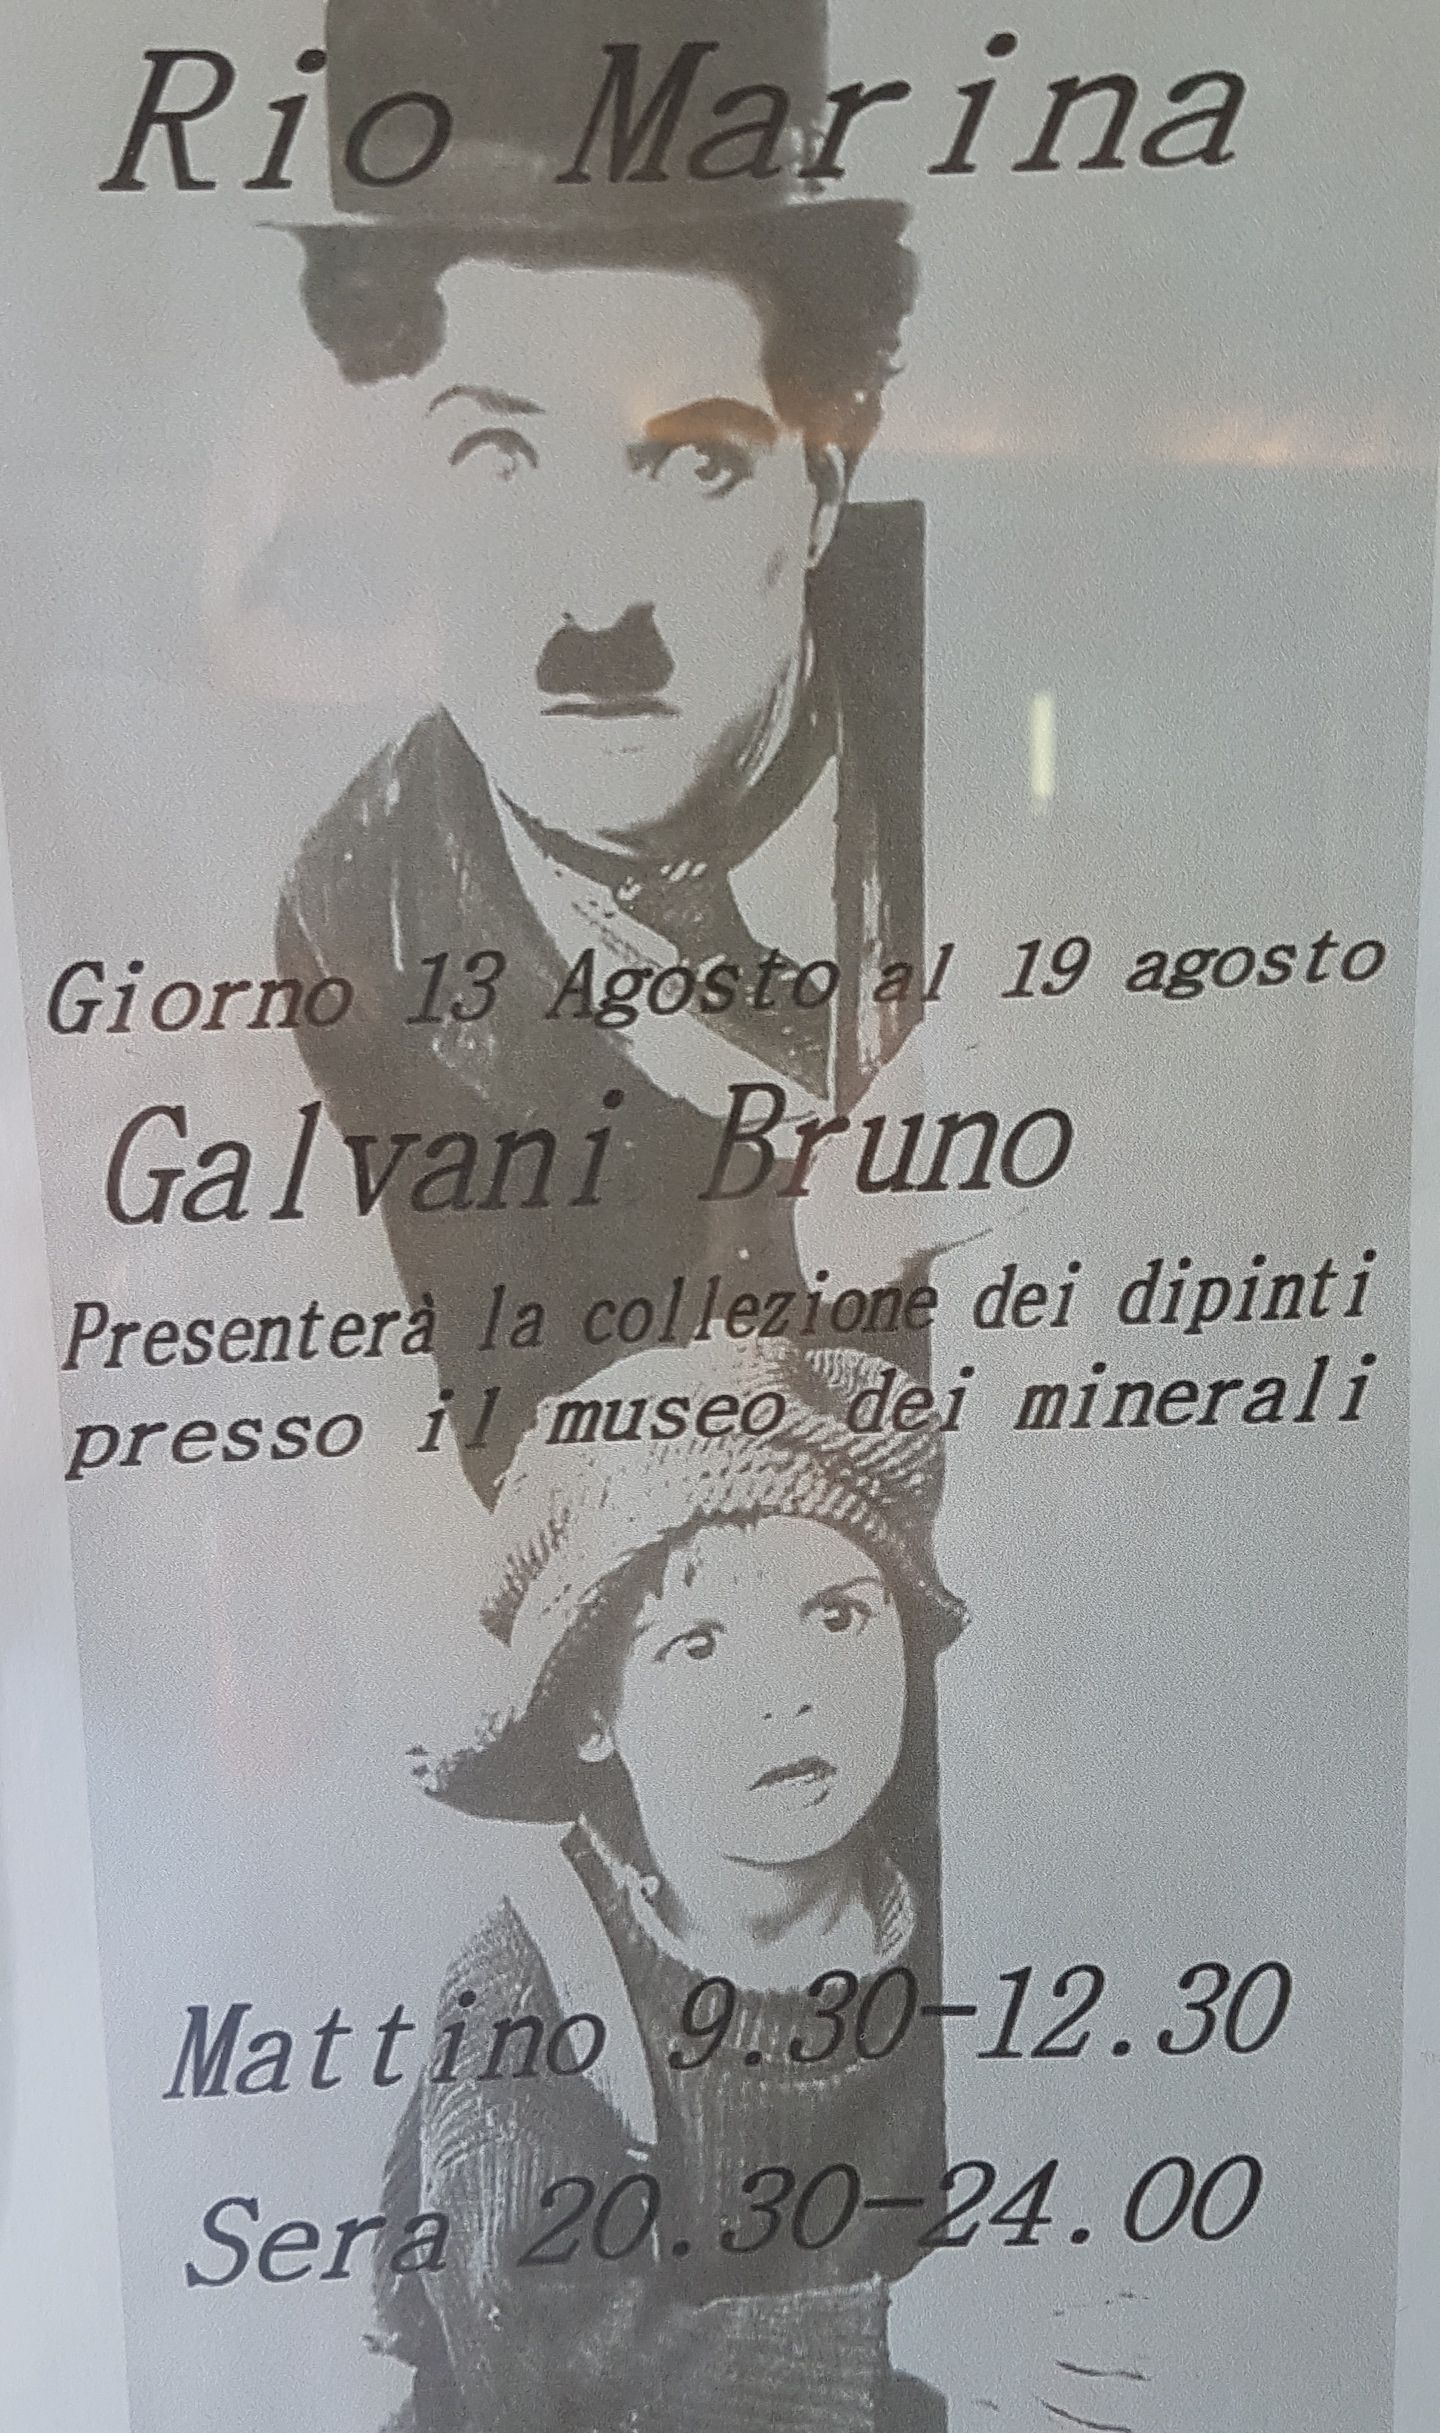 Rio Marina
Giorno 13 Agosto al 19 agosto
Galvani Bruno
Presenterà la collezione dei dipinti
presso il museo dei minerali
Mattino 9.30-12.30
Sera 20.30-24.00